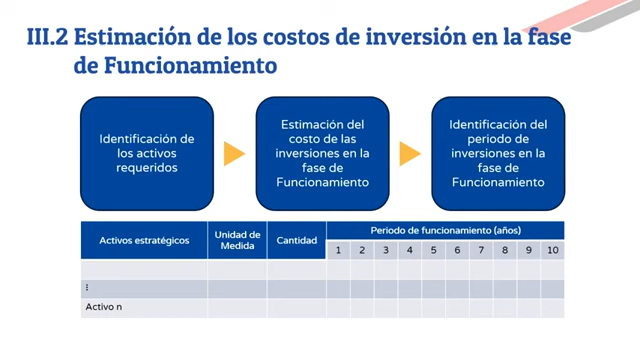 III.2 Estimación de los costos de inversión en la fase
de Funcionamiento
Identificación de
los activos
requeridos
Estimación del
costo de las
inversiones en la
fase de
Funcionamiento
Identificación del
periodo de
inversiones en la
fase de
Funcionamiento
Activos estratégicos
Unidad de
Medida
Cantidad
Periodo de funcionamiento (años)
1 2 3 4 5 6 7 8 9 10
⁝
Activo n